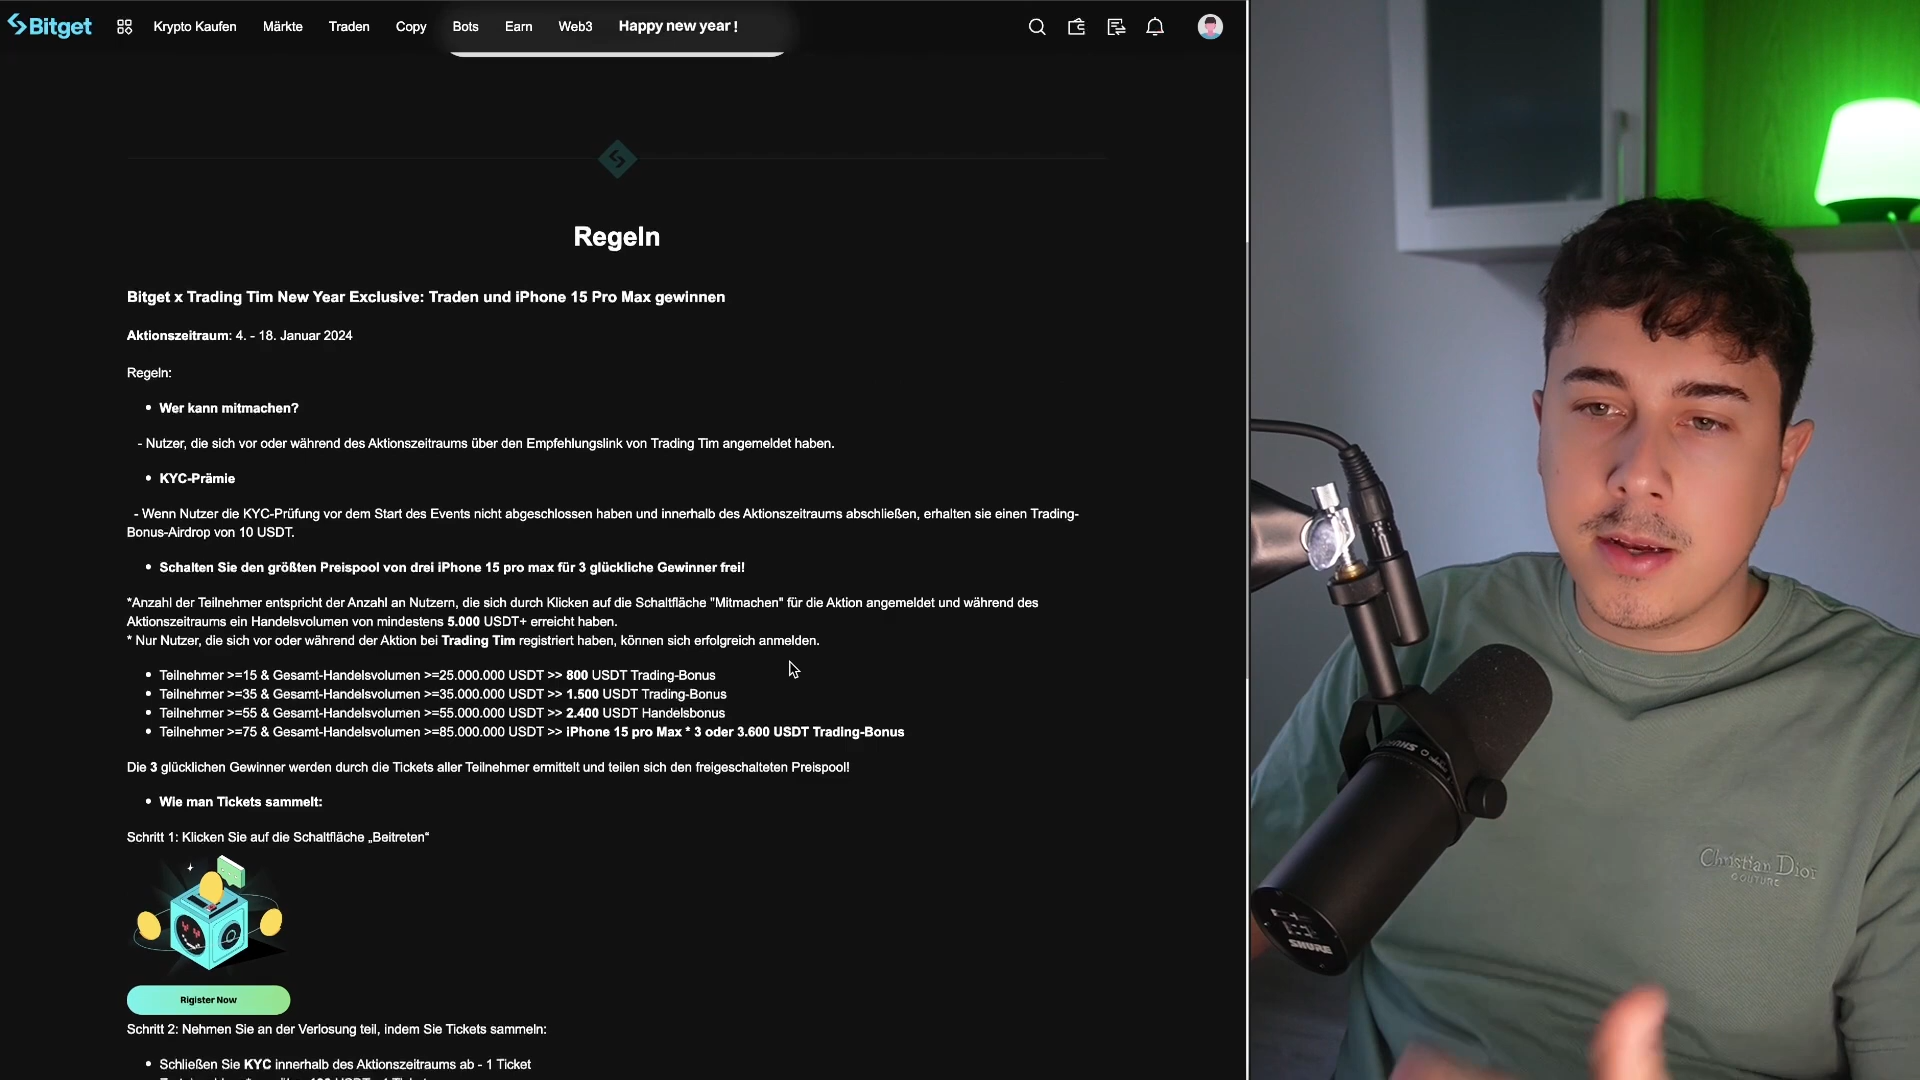 Bitget Krypto Kaufen Märkte Traden Copy Bots Earn Web3 Happy new year !
Regeln
Bitget x Trading Tim New Year Exclusive: Traden und iPhone 15 Pro Max gewinnen
Aktionszeitraum: 4. - 18. Januar 2024
Regeln:
• Wer kann mitmachen?
- Nutzer, die sich vor oder während des Aktionszeitraums über den Empfehlungslink von Trading Tim angemeldet haben.
• KYC-Prämie
- Wenn Nutzer die KYC-Prüfung vor dem Start des Events nicht abgeschlossen haben und innerhalb des Aktionszeitraums abschließen, erhalten sie einen Trading-
Bonus-Airdrop von 10 USDT.
• Schalten Sie den größten Preispool von drei iPhone 15 pro max für 3 glückliche Gewinner frei!
*Anzahl der Teilnehmer entspricht der Anzahl an Nutzern, die sich durch Klicken auf die Schaltfläche "Mitmachen" für die Aktion angemeldet und während des
Aktionszeitraums ein Handelsvolumen von mindestens 5.000 USDT+ erreicht haben.
* Nur Nutzer, die sich vor oder während der Aktion bei Trading Tim registriert haben, können sich erfolgreich anmelden.
• Teilnehmer >=15 & Gesamt-Handelsvolumen >=25.000.000 USDT >> 800 USDT Trading-Bonus
• Teilnehmer >=35 & Gesamt-Handelsvolumen >=35.000.000 USDT >> 1.500 USDT Trading-Bonus
• Teilnehmer >=55 & Gesamt-Handelsvolumen >=55.000.000 USDT >> 2.400 USDT Handelsbonus
• Teilnehmer >=75 & Gesamt-Handelsvolumen >=85.000.000 USDT >> iPhone 15 pro Max * 3 oder 3.600 USDT Trading-Bonus
Die 3 glücklichen Gewinner werden durch die Tickets aller Teilnehmer ermittelt und teilen sich den freigeschalteten Preispool!
• Wie man Tickets sammelt:
Schritt 1: Klicken Sie auf die Schaltfläche „Beitreten“
Rigister Now
Schritt 2: Nehmen Sie an der Verlosung teil, indem Sie Tickets sammeln:
• Schließen Sie KYC innerhalb des Aktionszeitraums ab - 1 Ticket
Christian Dior
COUTURE
SHURE
SHURE